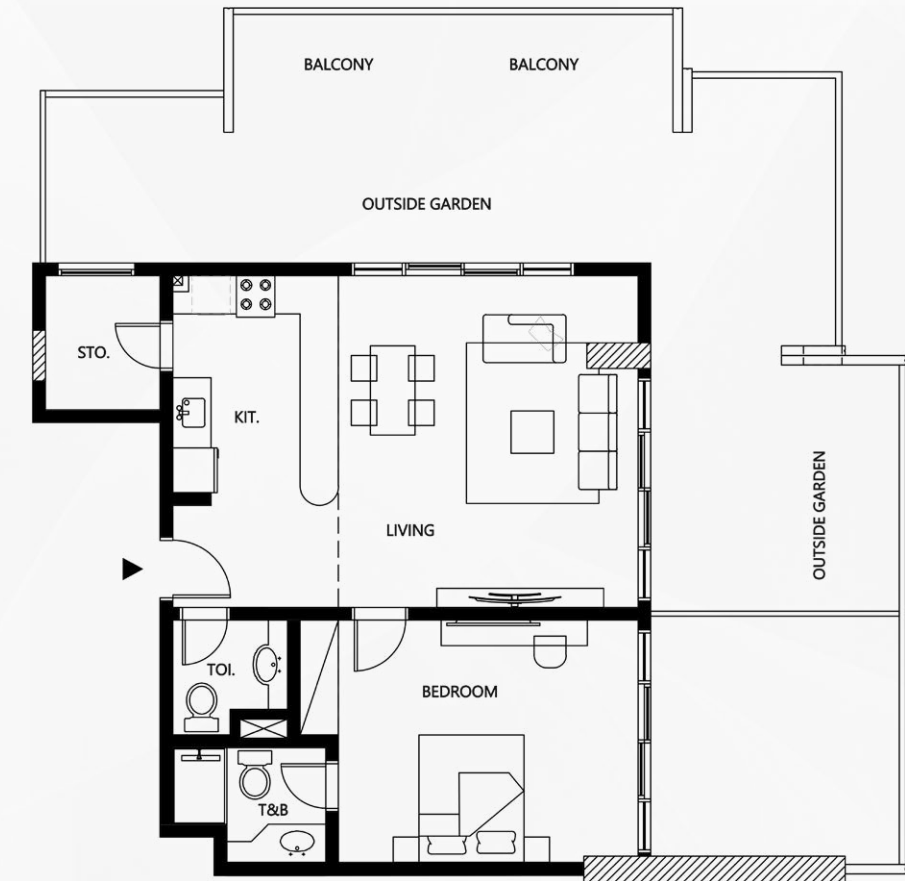 BALCONY
BALCONY
OUTSIDE GARDEN
STO.
KIT.
LIVING
OUTSIDE GARDEN
TOI.
BEDROOM
T&B